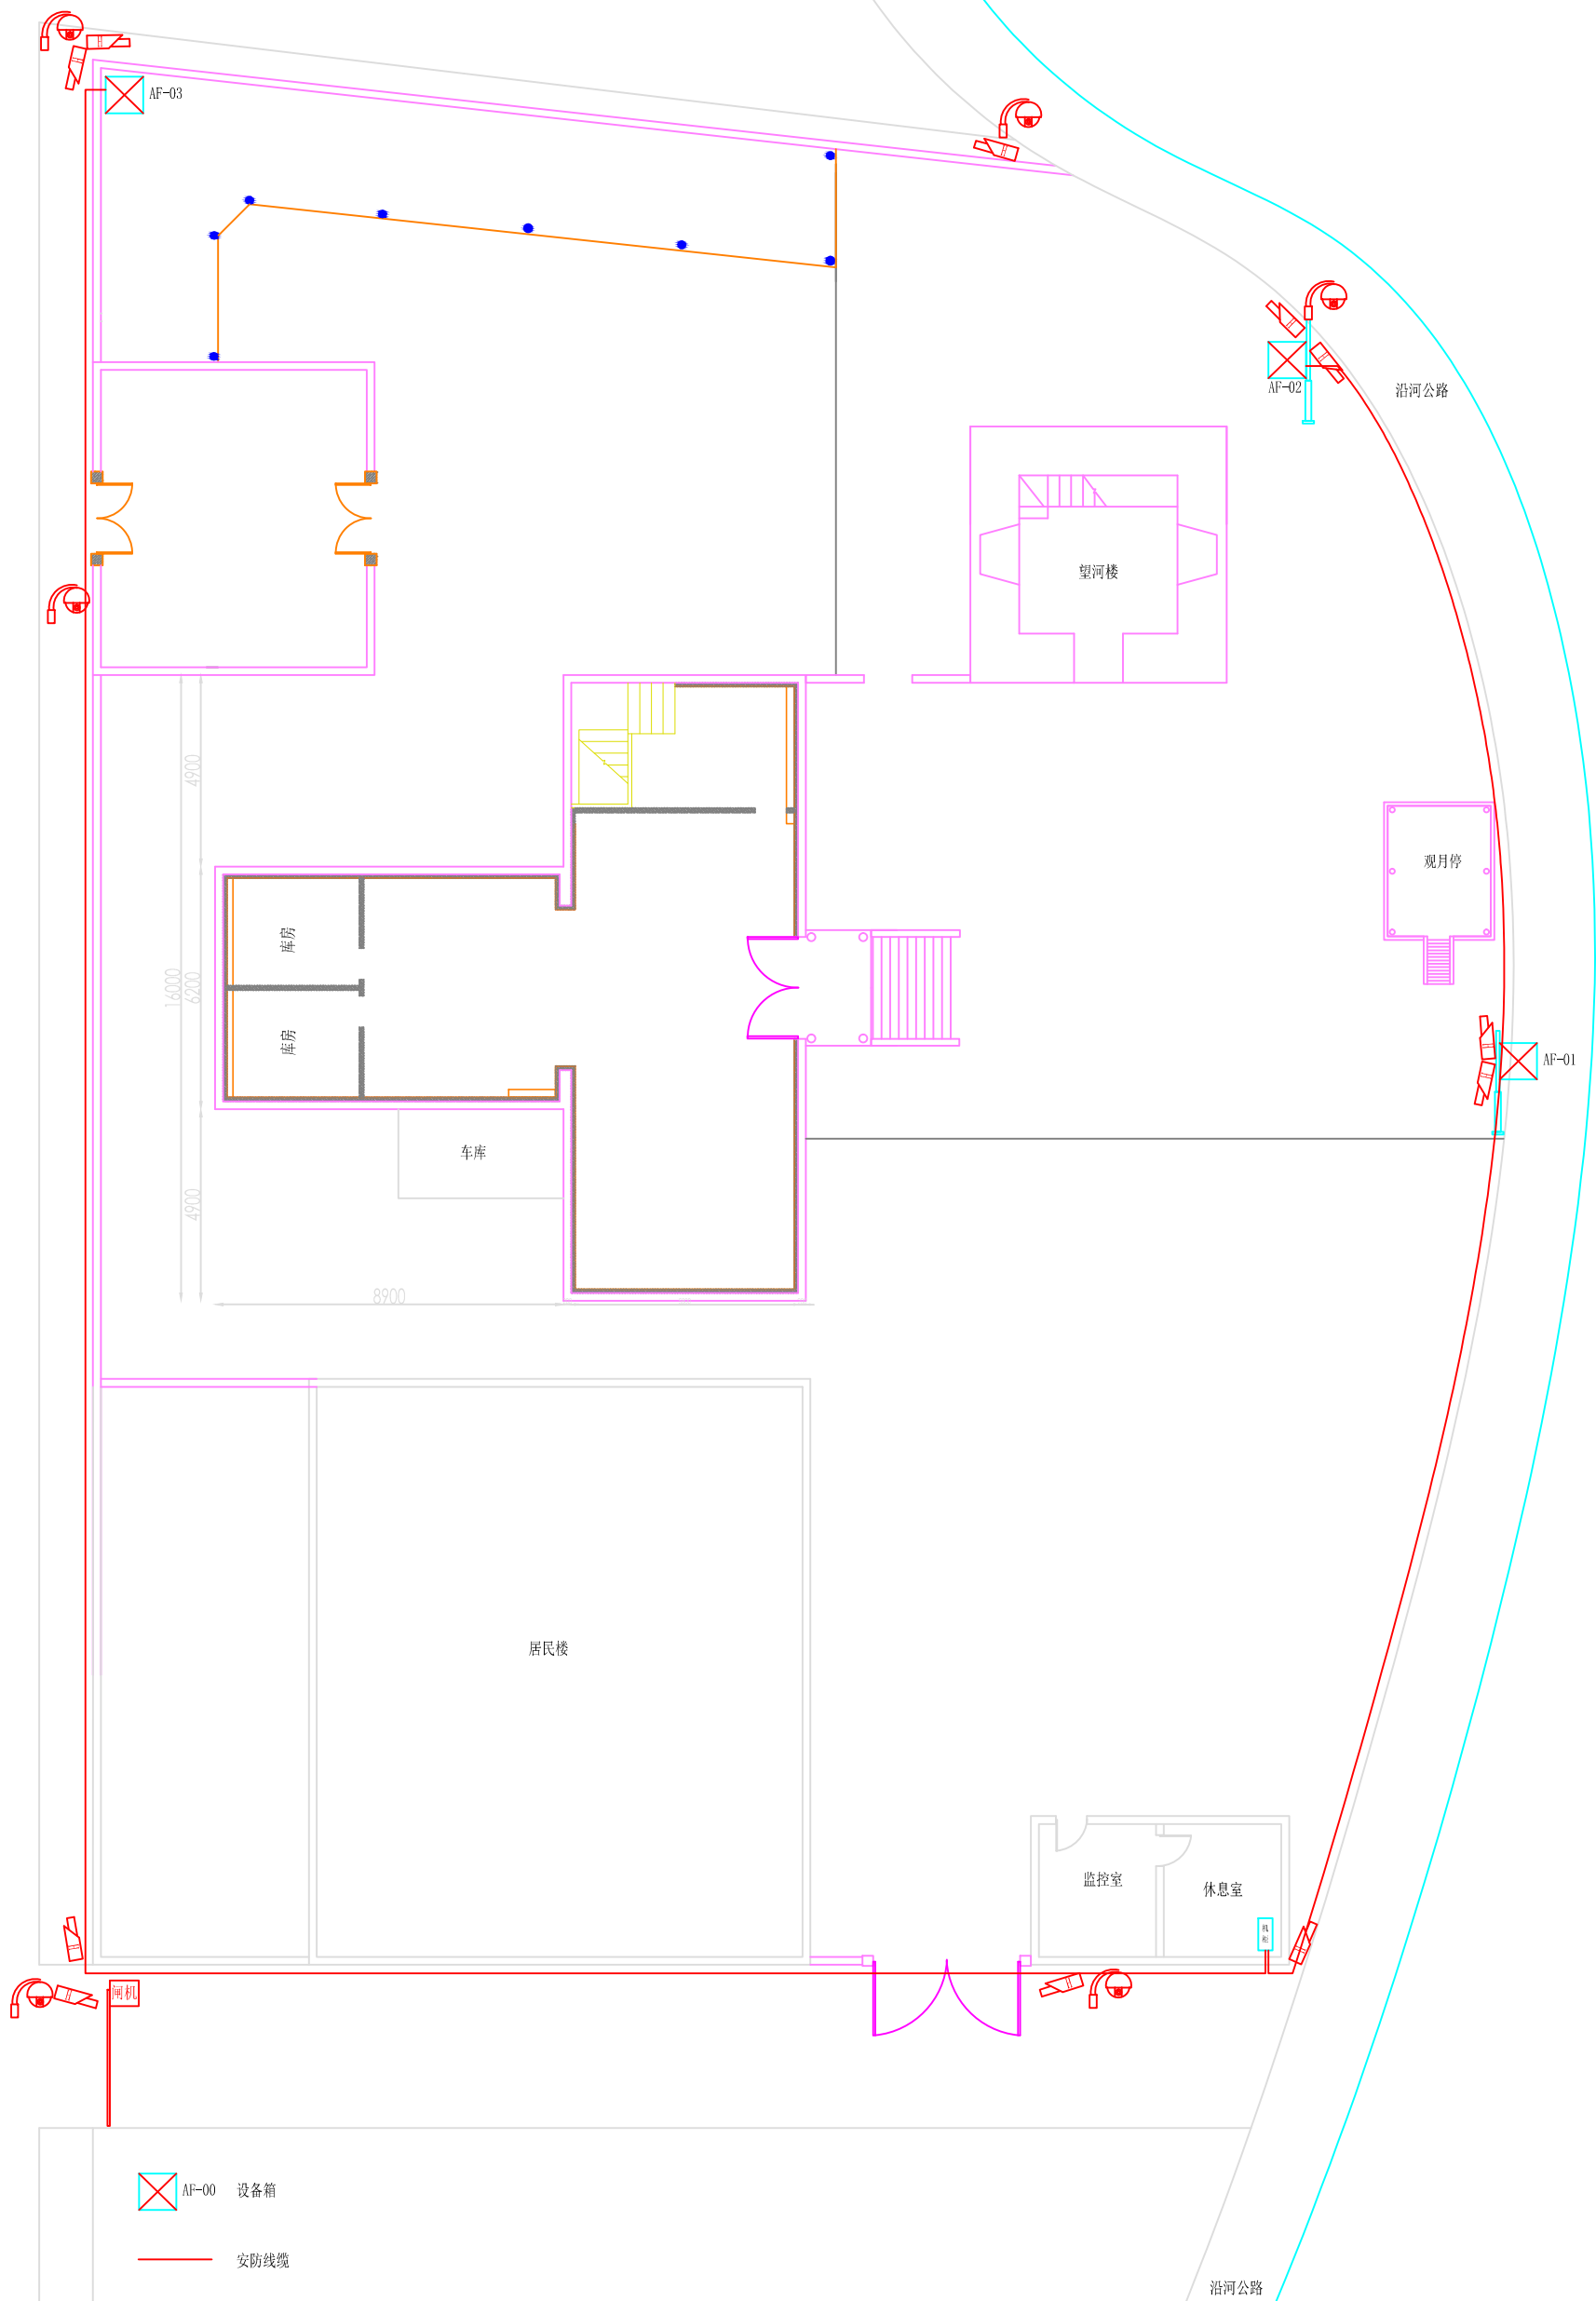 AF-03
AF-02
沿河公路
望河楼
4900
观月停
库房
16000
6200
库房
AF-01
车库
4900
8900
居民楼
监控室
休息室
机
柜
闸机
AF-00 设备箱
安防线缆
沿河公路